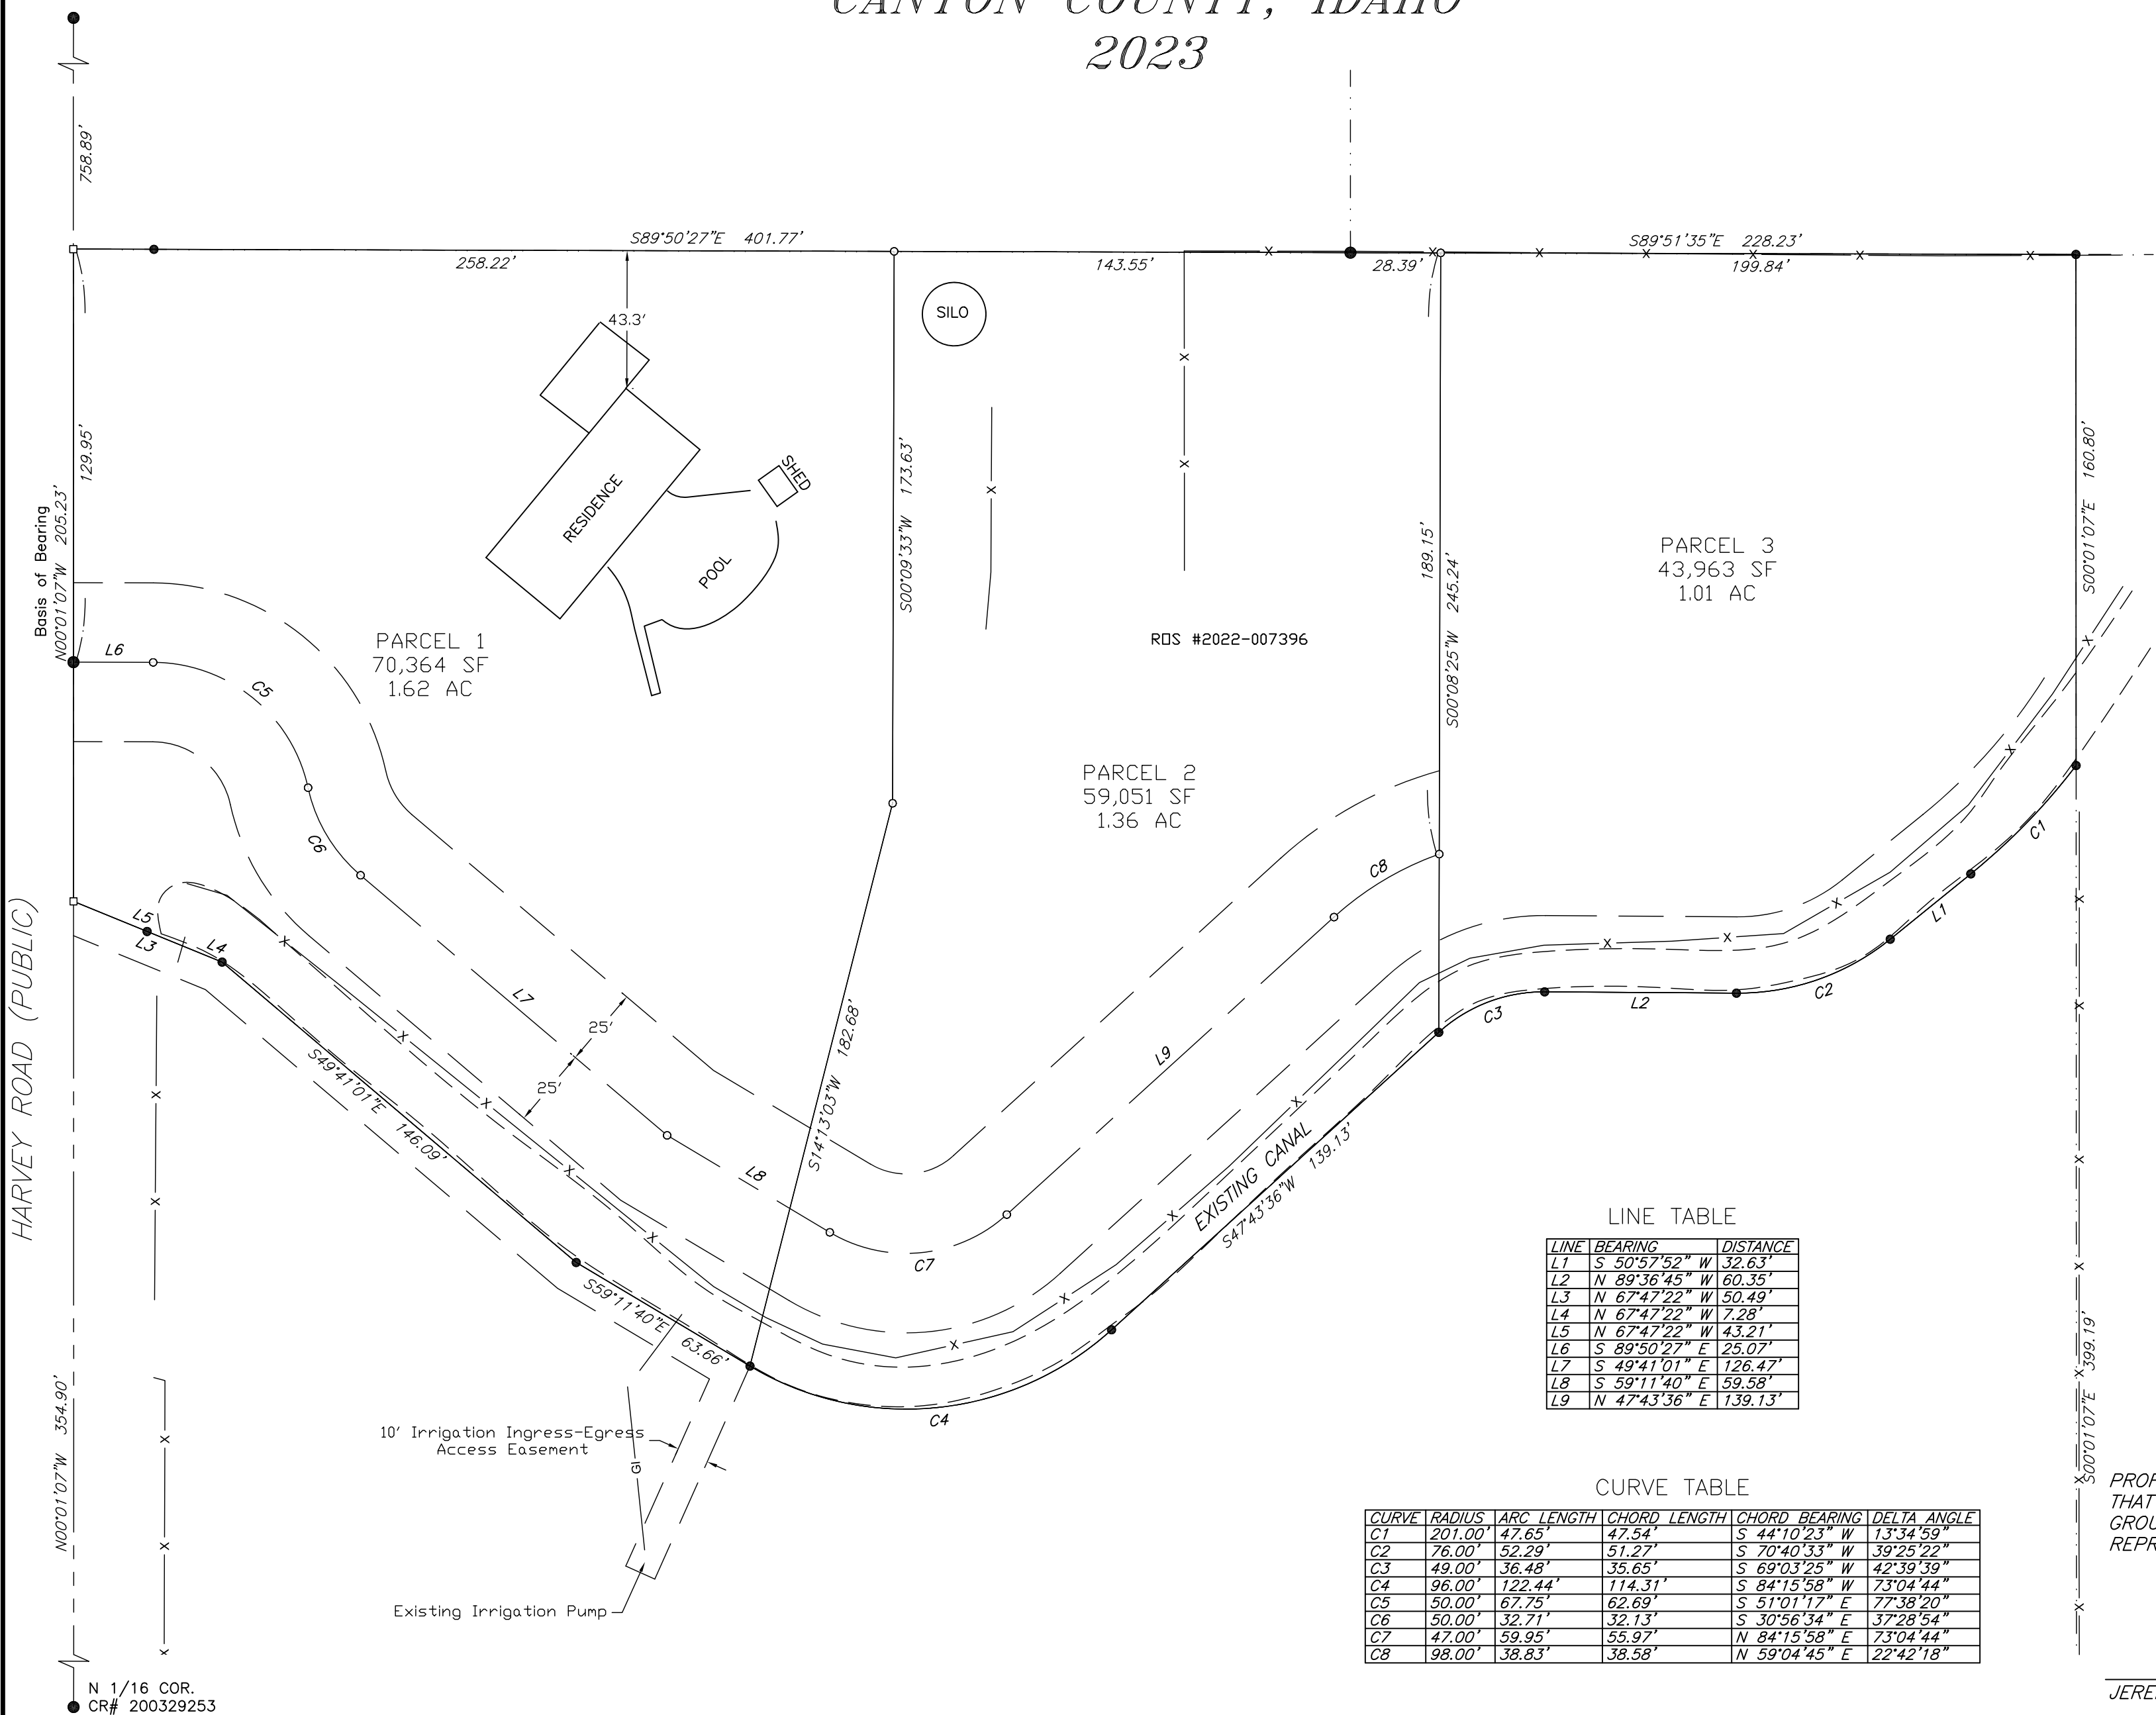 CANYON COUNTY, IDAHO
2023
758.89'
S89°50'27"E 401.77'
S89°51'35"E 228.23'
258.22'
143.55'
28.39'
199.84'
43.3'
SILO
129.95'
Basis of Bearing
N00°01'07"W 205.23'
RESIDENCE
SHED
POOL
S00°09'33"W 173.63'
189.15'
S00°08'25"W 245.24'
S00°01'07"E 160.80'
PARCEL 3
43,963 SF
1.01 AC
PARCEL 1
70,364 SF
1.62 AC
ROS #2022-007396
PARCEL 2
59,051 SF
1.36 AC
L6
C5
C6
C8
C1
L1
C2
L2
C3
L5
L3
L4
L7
25'
25'
L9
L8
C7
C4
HARVEY ROAD (PUBLIC)
S49°41'01"E 146.09'
S14°13'03"W 182.68'
EXISTING CANAL
S47°43'36"W 139.13'
S59°11'40"E 63.66'
LINE TABLE
LINE BEARING DISTANCE
L1 S 50°57'52" W 32.63'
L2 N 89°36'45" W 60.35'
L3 N 67°47'22" W 50.49'
L4 N 67°47'22" W 7.28'
L5 N 67°47'22" W 43.21'
L6 S 89°50'27" E 25.07'
L7 S 49°41'01" E 126.47'
L8 S 59°11'40" E 59.58'
L9 N 47°43'36" E 139.13'
N00°01'07"W 354.90'
S00°01'07"E 399.19'
10' Irrigation Ingress-Egress
Access Easement
GI
Existing Irrigation Pump
CURVE TABLE
CURVE RADIUS ARC LENGTH CHORD LENGTH CHORD BEARING DELTA ANGLE
C1 201.00' 47.65' 47.54' S 44°10'23" W 13°34'59"
C2 76.00' 52.29' 51.27' S 70°40'33" W 39°25'22"
C3 49.00' 36.48' 35.65' S 69°03'25" W 42°39'39"
C4 96.00' 122.44' 114.31' S 84°15'58" W 73°04'44"
C5 50.00' 67.75' 62.69' S 51°01'17" E 77°38'20"
C6 50.00' 32.71' 32.13' S 30°56'34" E 37°28'54"
C7 47.00' 59.95' 55.97' N 84°15'58" E 73°04'44"
C8 98.00' 38.83' 38.58' N 59°04'45" E 22°42'18"
THAT
N 1/16 COR.
CR# 200329253